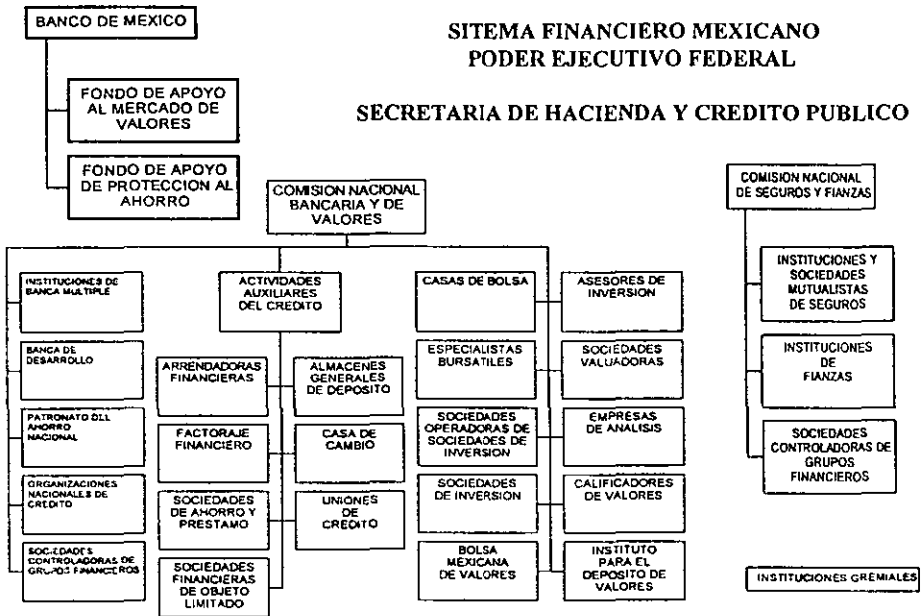 BANCO DE MEXICO
SITEMA FINANCIERO MEXICANO
PODER EJECUTIVO FEDERAL
SECRETARIA DE HACIENDA Y CREDITO PUBLICO
FONDO DE APOYO
AL MERCADO DE
VALORES
FONDO DE APOYO
DE PROTECCION AL
AHORRO
COMISION NACIONAL
BANCARIA Y DE
VALORES
COMISION NACIONAL
DE SEGUROS Y FIANZAS
INSTITUCIONES DE
BANCA MULTIPLE
BANCA DE
DESARROLLO
PATRONATO DEL
AHORRO
NACIONAL
ORGANIZACIONES
NACIONALES DE
CREDITO
SOCIEDADES
CONTROLADORAS DE
GRUPOS FINANCIEROS
ACTIVIDADES
AUXILIARES
DEL CREDITO
ARRENDADORAS
FINANCIERAS
ALMACENES
GENERALES
DE DEPOSITO
FACTORAJE
FINANCIERO
CASA DE
CAMBIO
SOCIEDADES
DE AHORRO Y
PRESTAMO
UNIONES
DE
CREDITO
SOCIEDADES
FINANCIERAS
DE OBJETO
LIMITADO
CASAS DE BOLSA
ASESORES DE
INVERSION
ESPECIALISTAS
BURSATILES
SOCIEDADES
VALUADORAS
SOCIEDADES
OPERADORAS DE
SOCIEDADES DE
INVERSION
EMPRESAS
DE ANALISIS
SOCIEDADES
DE INVERSION
CALIFICADORES
DE VALORES
BOLSA
MEXICANA
DE VALORES
INSTITUTO
PARA EL
DEPOSITO DE
VALORES
INSTITUCIONES Y
SOCIEDADES
MUTUALISTAS
DE SEGUROS
INSTITUCIONES
DE
FIANZAS
SOCIEDADES
CONTROLADORAS DE
GRUPOS
FINANCIEROS
INSTITUCIONES GREMIALES